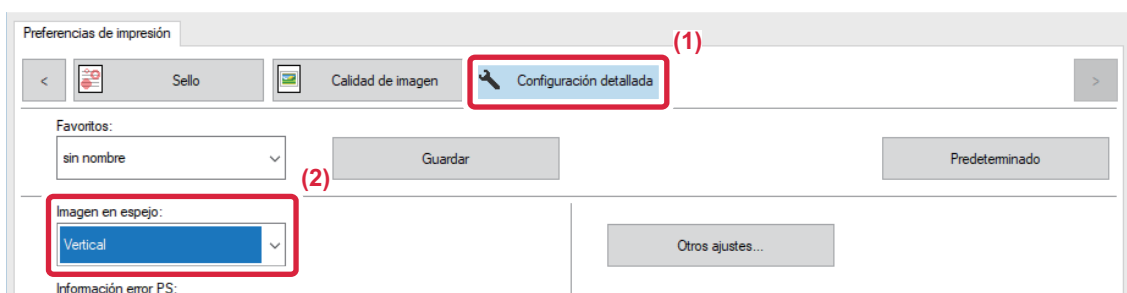 Preferencias de impresión
(1)
< Sello Calidad de imagen Configuración detallada >
Favoritos:
sin nombre Guardar Predeterminado
(2)
Imagen en espejo:
Vertical Otros ajustes...
Información error PS: